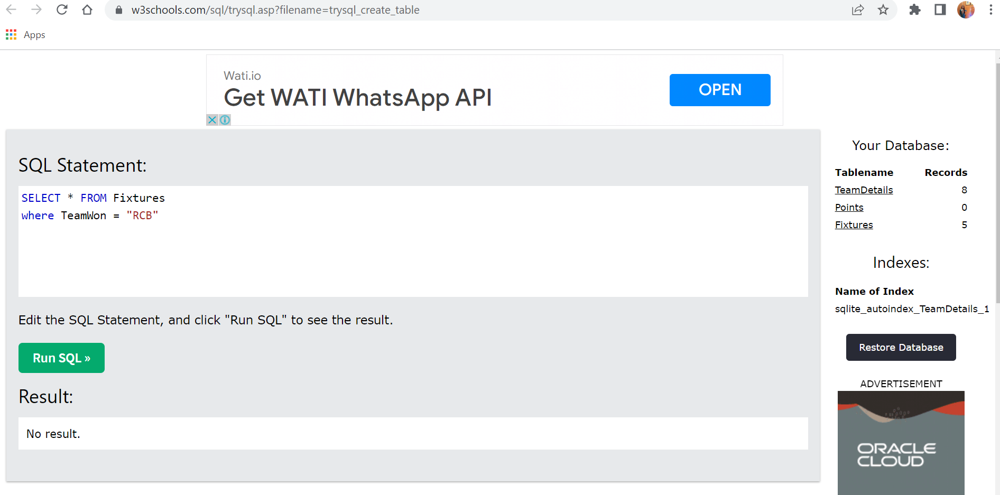 w3schools.com/sql/trysql.asp?filename=trysql_create_table
Apps
Wati.io
Get WATI WhatsApp API
OPEN
SQL Statement:
SELECT * FROM Fixtures
where TeamWon = "RCB"
Edit the SQL Statement, and click "Run SQL" to see the result.
Run SQL »
Result:
No result.
Your Database:
Tablename Records
TeamDetails 8
Points 0
Fixtures 5
Indexes:
Name of Index
sqlite_autoindex_TeamDetails_1
Restore Database
ADVERTISEMENT
ORACLE
CLOUD